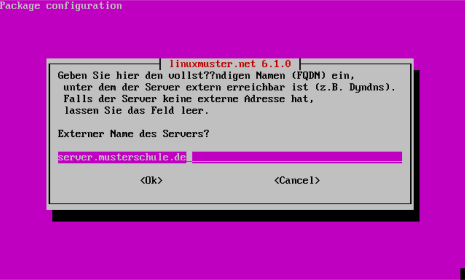 Package configuration
linuxmuster.net 6.1.0
Geben Sie hier den vollst??ndigen Namen (FQDN) ein,
unter dem der Server extern erreichbar ist (z.B. Dyndns).
Falls der Server keine externe Adresse hat,
lassen Sie das Feld leer.
Externer Name des Servers?
server.musterschule.de
<Ok> <Cancel>